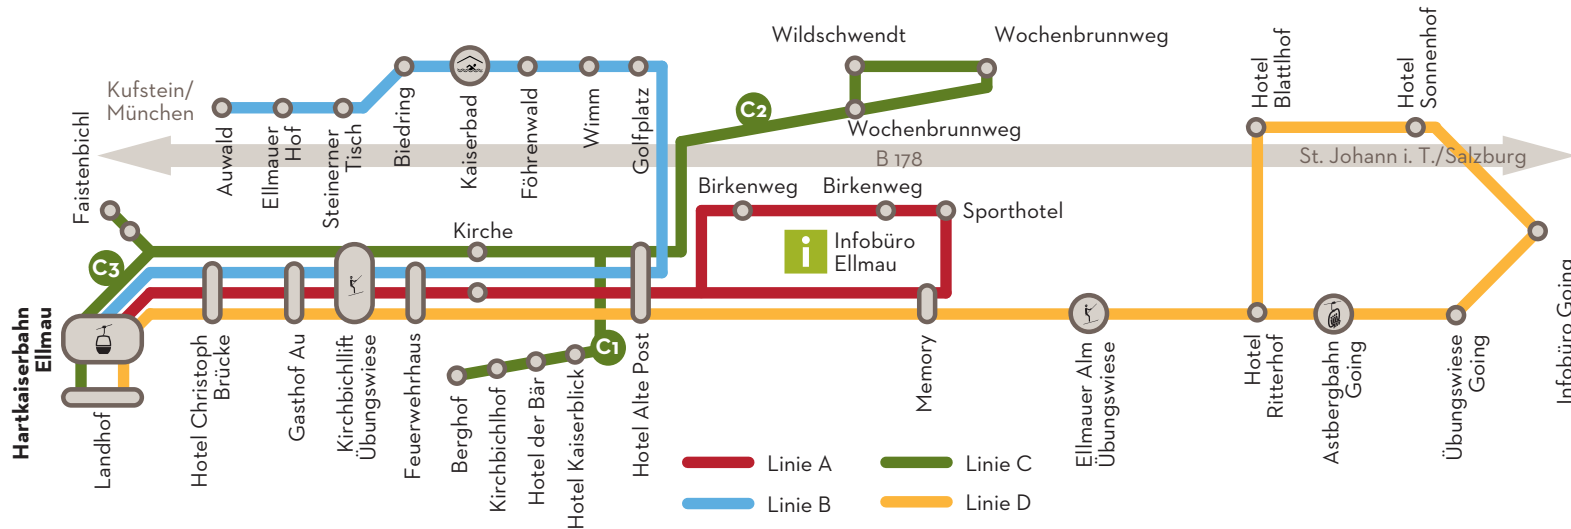 Wildschwendt
Wochenbrunnweg
Kufstein/
München
C2
Hotel
Blattlhof
Hotel
Sonnenhof
Faistenbichl
Auwald
Ellmauer
Hof
Steinerner
Tisch
Biedring
Kaiserbad
Föhrenwald
Wimm
Golfplatz
Wochenbrunnweg
B 178
St. Johann i. T./Salzburg
Birkenweg
Birkenweg
Sporthotel
Kirche
i
Infobüro
Ellmau
C3
Hartkaiserbahn
Ellmau
C1
Landhof
Hotel Christoph
Brücke
Gasthof Au
Kirchbichllift
Übungswiese
Feuerwehrhaus
Berghof
Kirchbichlhof
Hotel der Bär
Hotel Kaiserblick
Hotel Alte Post
Memory
Ellmauer Alm
Übungswiese
Hotel
Ritterhof
Astbergbahn
Going
Übungswiese
Going
Infobüro Going
Linie A
Linie C
Linie B
Linie D